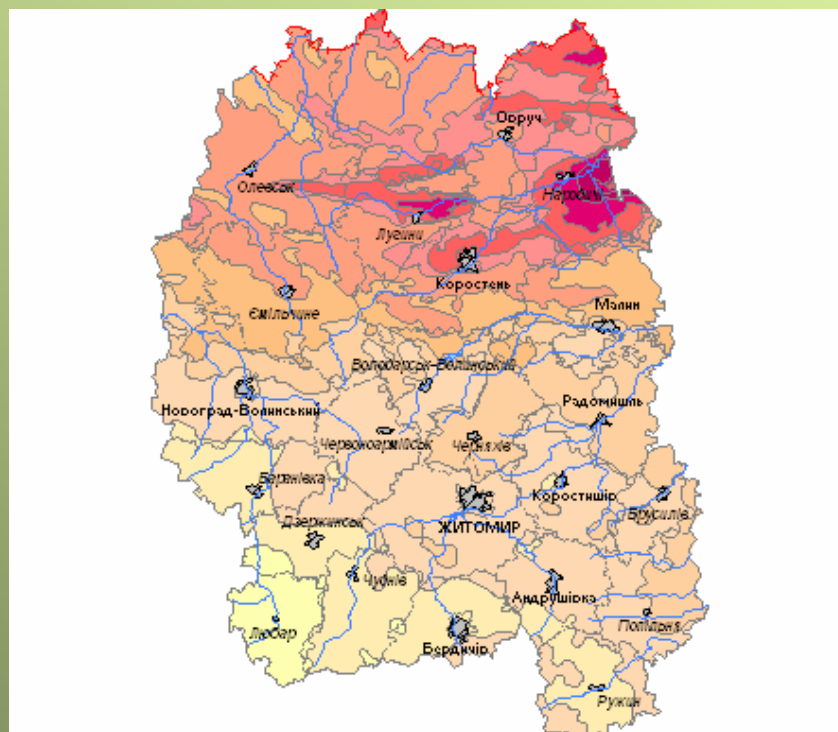 Овруч
Народичі
Олевськ
Лугини
Коростень
Малин
Ємільчине
Володарськ-Волинський
Радомишль
Новоград-Волинський
Червоноармійськ
Черняхів
Баранівка
Коростишів
Брусилів
Дзержинськ
ЖИТОМИР
Чуднів
Андрушівка
Попільня
Любар
Бердичів
Ружин